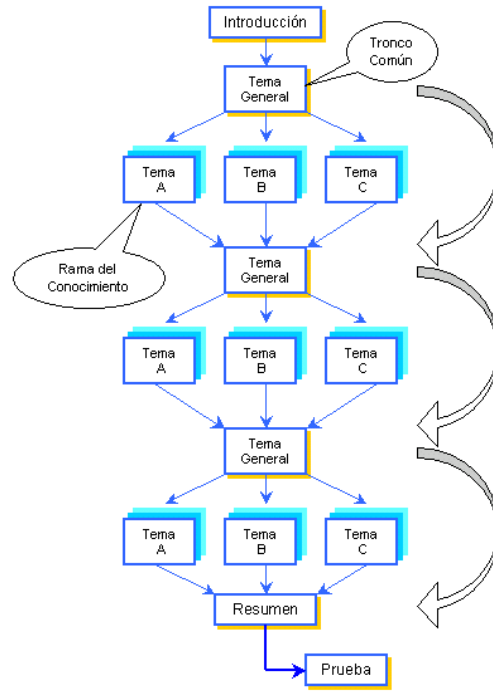 Introducción
Tronco
Común
Tema
General
Tema
A
Tema
B
Tema
C
Rama del
Conocimiento
Tema
General
Tema
A
Tema
B
Tema
C
Tema
General
Tema
A
Tema
B
Tema
C
Resumen
Prueba